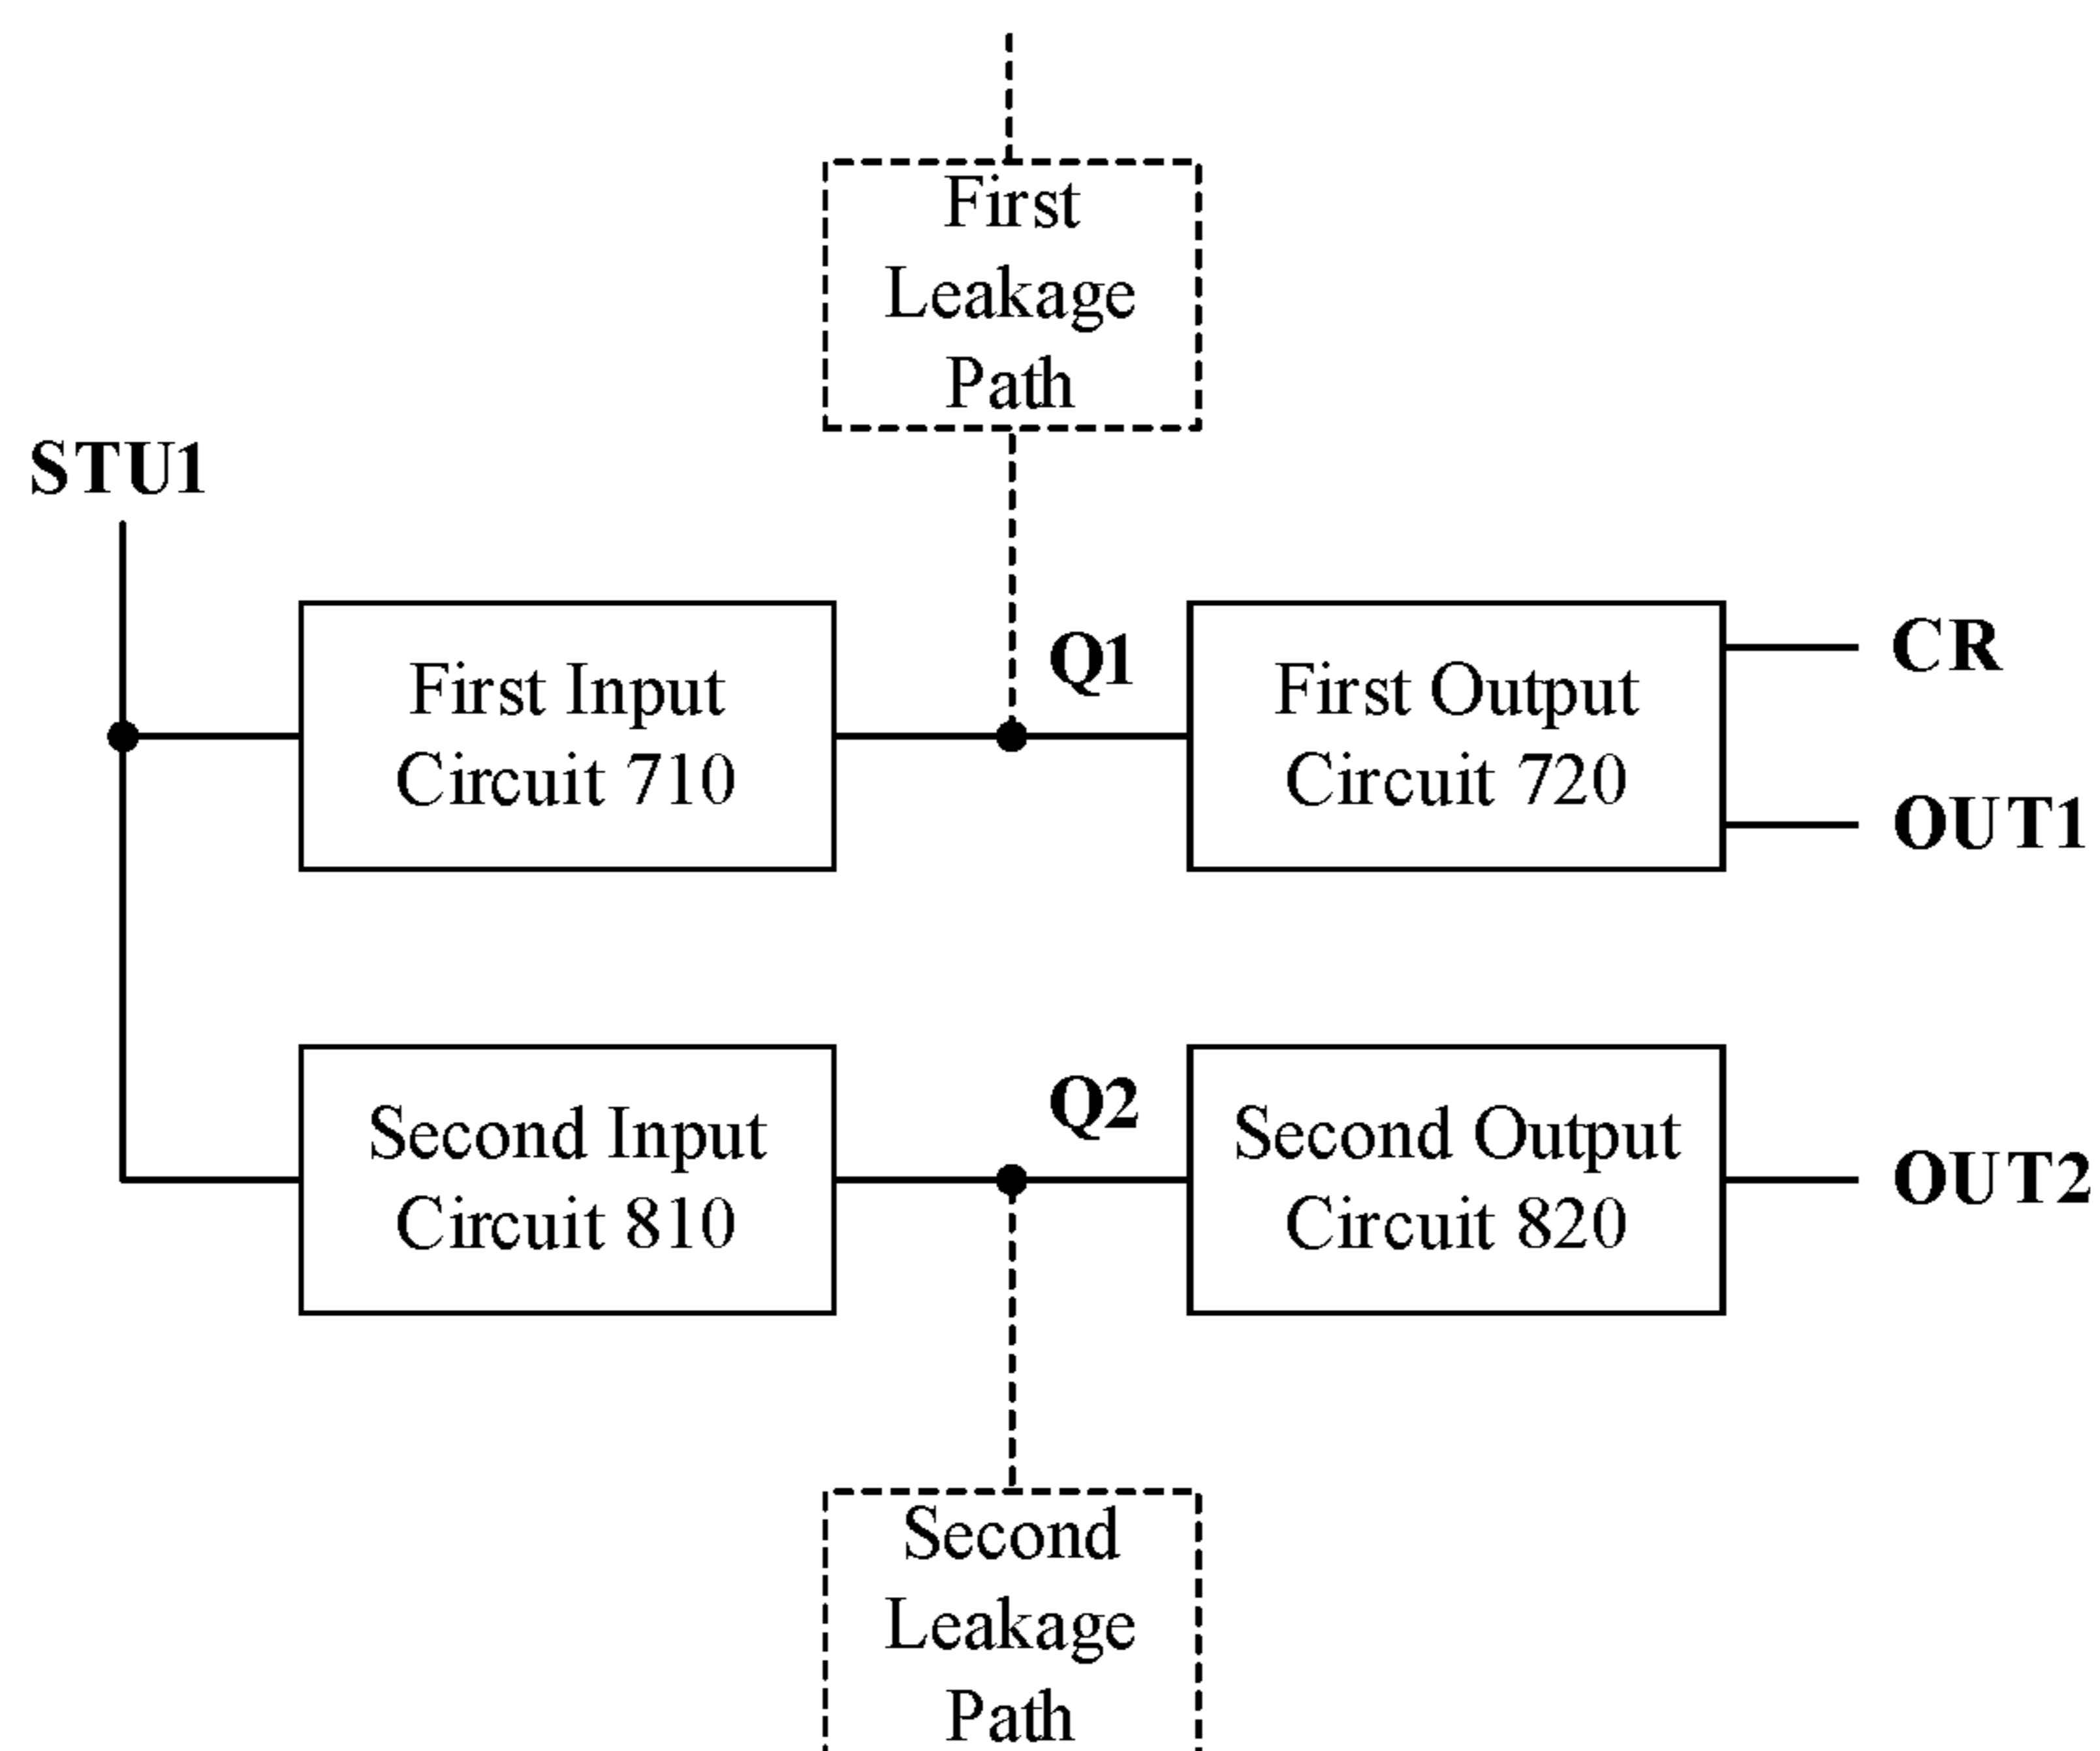 First
Leakage
Path
STU1
Q1
First Input
Circuit 710
First Output
Circuit 720
CR
OUT1
Q2
Second Input
Circuit 810
Second Output
Circuit 820
OUT2
Second
Leakage
Path